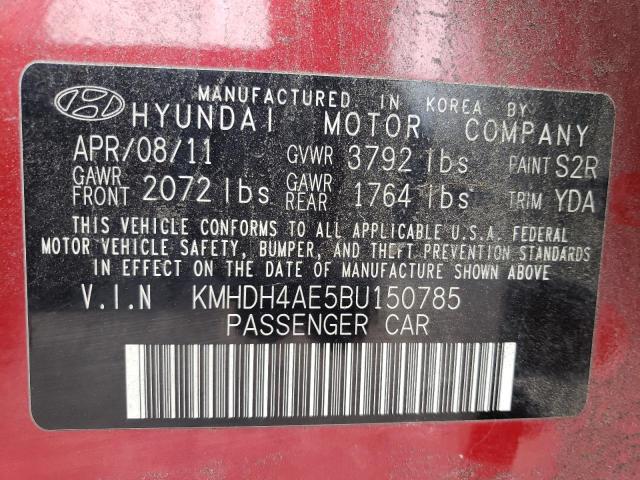 MANUFACTURED IN KOREA BY
HYUNDAI MOTOR COMPANY
APR/08/11 GVWR 3792 lbs PAINT S2R
GAWR FRONT 2072 lbs GAWR REAR 1764 lbs TRIM YDA
THIS VEHICLE CONFORMS TO ALL APPLICABLE U.S.A. FEDERAL
MOTOR VEHICLE SAFETY, BUMPER, AND THEFT PREVENTION STANDARDS
IN EFFECT ON THE DATE OF MANUFACTURE SHOWN ABOVE
V.I.N KMHDH4AE5BU150785
PASSENGER CAR